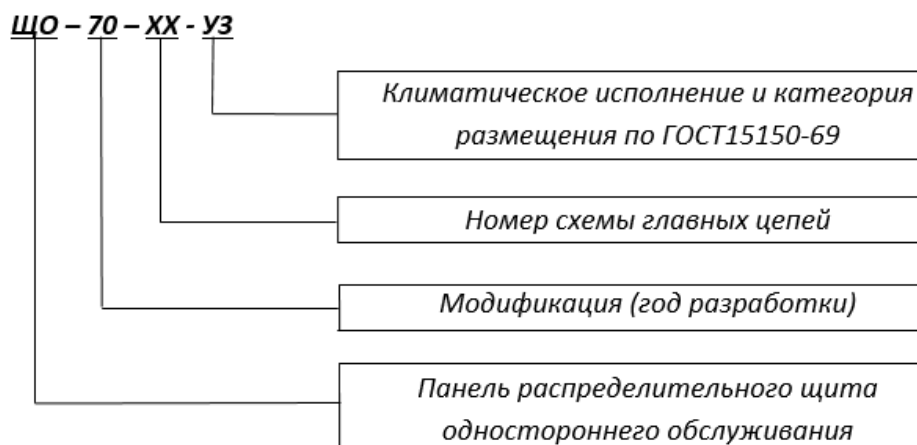 ЩО – 70 – ХХ - У3
Климатическое исполнение и категория
размещения по ГОСТ15150-69
Номер схемы главных цепей
Модификация (год разработки)
Панель распределительного щита
одностороннего обслуживания